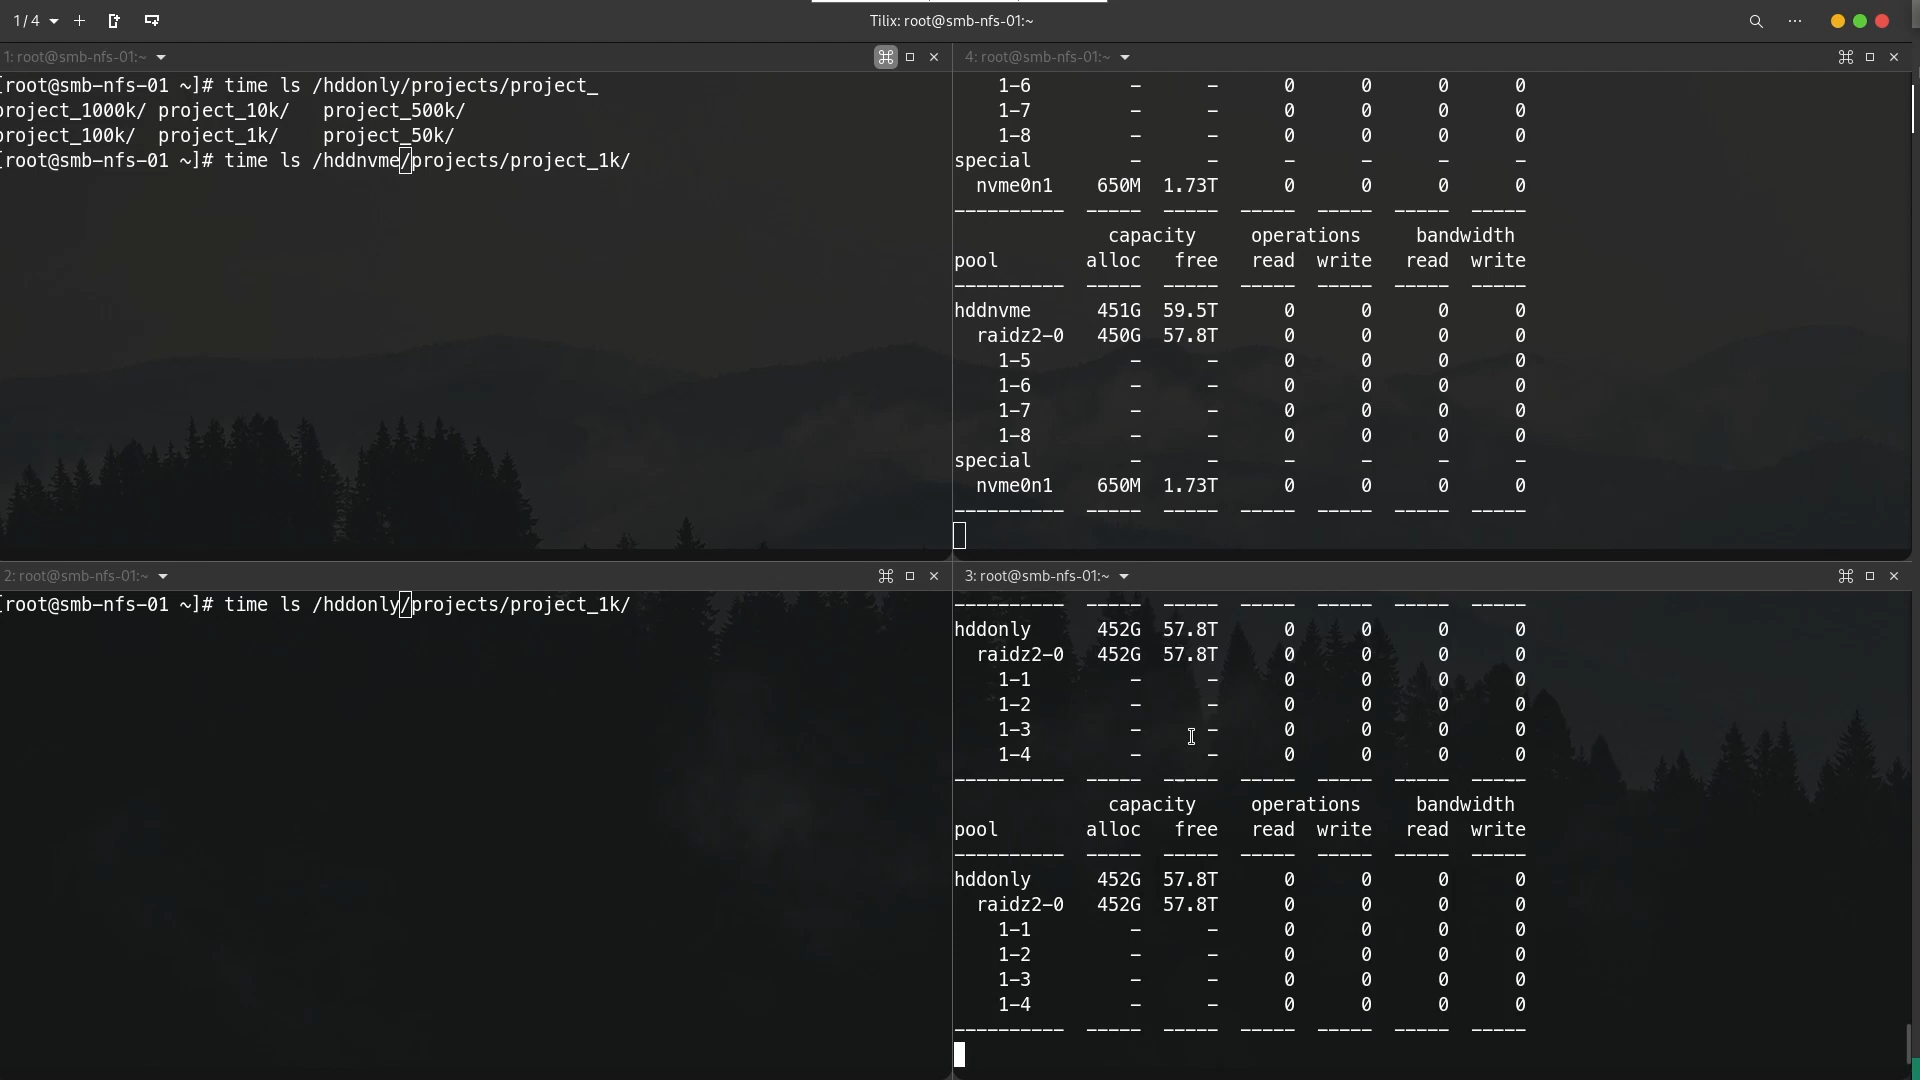 1 / 4
Tilix: root@smb-nfs-01:~
1: root@smb-nfs-01:~
[root@smb-nfs-01 ~]# time ls /hddonly/projects/project_
project_1000k/ project_10k/ project_500k/
project_100k/ project_1k/ project_50k/
[root@smb-nfs-01 ~]# time ls /hddnvme/projects/project_1k/
4: root@smb-nfs-01:~
1-6 - - 0 0 0 0
1-7 - - 0 0 0 0
1-8 - - 0 0 0 0
special - - - - - -
nvme0n1 650M 1.73T 0 0 0 0
---------- ----- ----- ----- ----- ----- -----
capacity operations bandwidth
pool alloc free read write read write
---------- ----- ----- ----- ----- ----- -----
hddnvme 451G 59.5T 0 0 0 0
raidz2-0 450G 57.8T 0 0 0 0
1-5 - - 0 0 0 0
1-6 - - 0 0 0 0
1-7 - - 0 0 0 0
1-8 - - 0 0 0 0
special - - - - - -
nvme0n1 650M 1.73T 0 0 0 0
---------- ----- ----- ----- ----- ----- -----
2: root@smb-nfs-01:~
[root@smb-nfs-01 ~]# time ls /hddonly/projects/project_1k/
3: root@smb-nfs-01:~
---------- ----- ----- ----- ----- ----- -----
hddonly 452G 57.8T 0 0 0 0
raidz2-0 452G 57.8T 0 0 0 0
1-1 - - 0 0 0 0
1-2 - - 0 0 0 0
1-3 - - 0 0 0 0
1-4 - - 0 0 0 0
---------- ----- ----- ----- ----- ----- -----
capacity operations bandwidth
pool alloc free read write read write
---------- ----- ----- ----- ----- ----- -----
hddonly 452G 57.8T 0 0 0 0
raidz2-0 452G 57.8T 0 0 0 0
1-1 - - 0 0 0 0
1-2 - - 0 0 0 0
1-3 - - 0 0 0 0
1-4 - - 0 0 0 0
---------- ----- ----- ----- ----- ----- -----